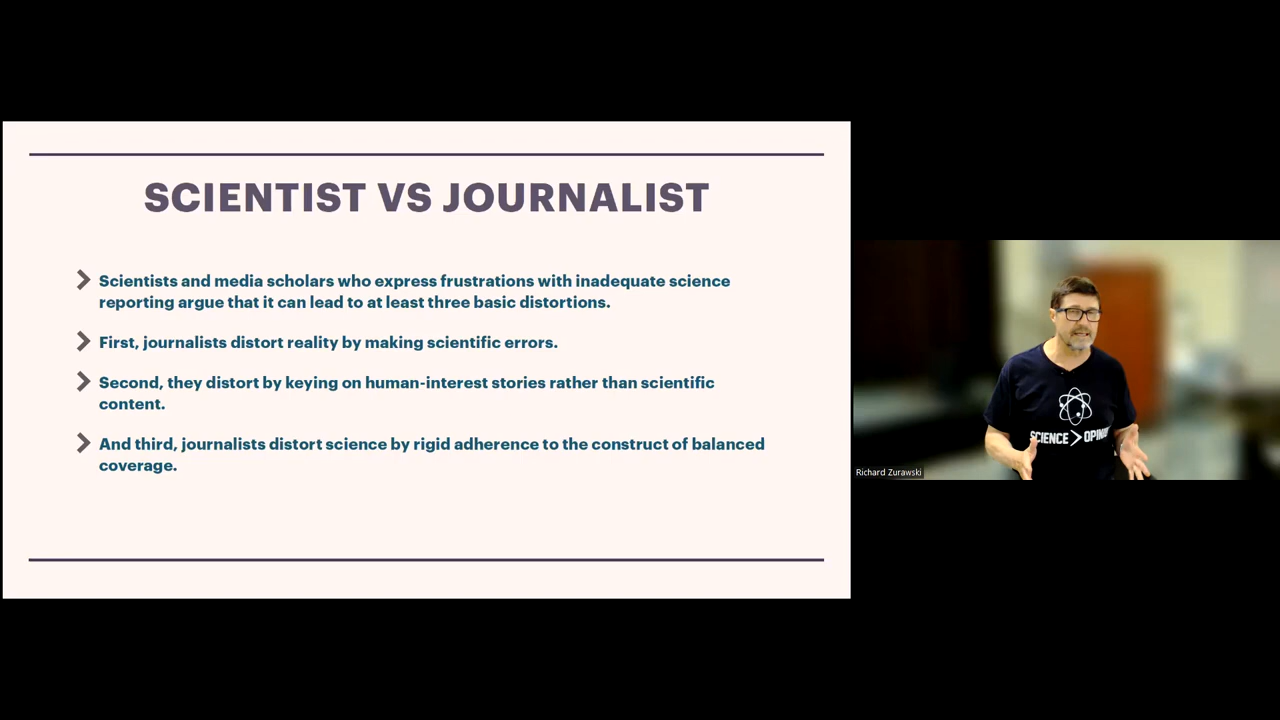 SCIENTIST VS JOURNALIST
Scientists and media scholars who express frustrations with inadequate science
reporting argue that it can lead to at least three basic distortions.
First, journalists distort reality by making scientific errors.
Second, they distort by keying on human-interest stories rather than scientific
content.
And third, journalists distort science by rigid adherence to the construct of balanced
coverage.
SCIENCE > OPIN
Richard Zurawski